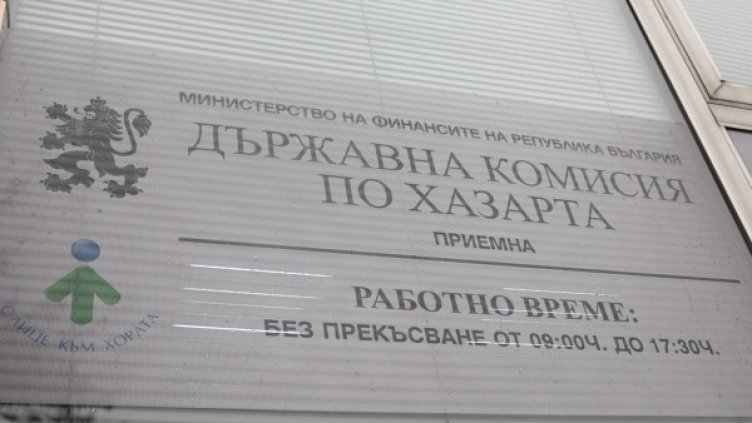 МИНИСТЕРСТВО НА ФИНАНСИТЕ НА РЕПУБЛИКА БЪЛГАРИЯ
ДЪРЖАВНА КОМИСИЯ
ПО ХАЗАРТА
ПРИЕМНА
РАБОТНО ВРЕМЕ:
БЕЗ ПРЕКЪСВАНЕ ОТ 09:00Ч. ДО 17:30Ч.
С ЛИЦЕ КЪМ ХОРАТА